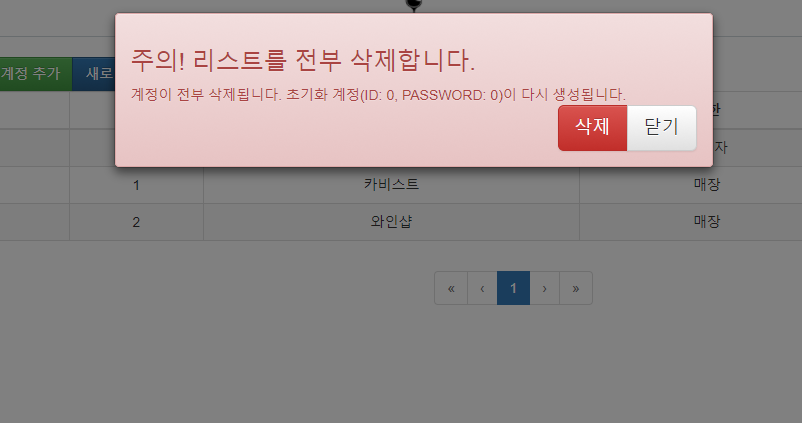 주의! 리스트를 전부 삭제합니다.
계정이 전부 삭제됩니다. 초기화 계정(ID: 0, PASSWORD: 0)이 다시 생성됩니다.
삭제 닫기
계정 추가 새로
한
자
1 카비스트 매장
2 와인샵 매장
« ‹ 1 › »